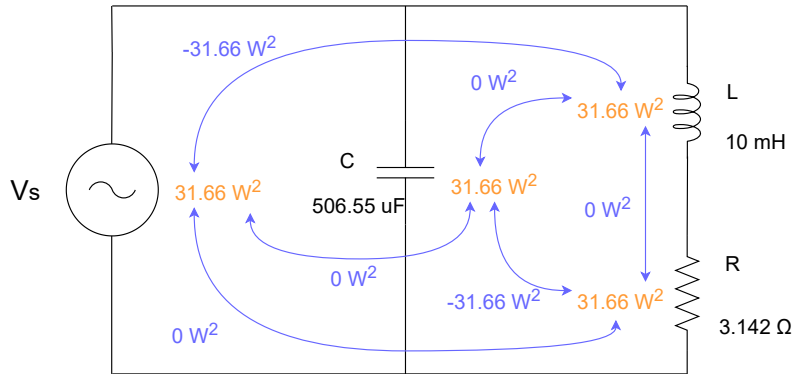 -31.66 W²
0 W²
31.66 W²
L
10 mH
C
Vs
31.66 W²
31.66 W²
506.55 uF
0 W²
0 W²
R
31.66 W²
-31.66 W²
0 W²
3.142 Ω